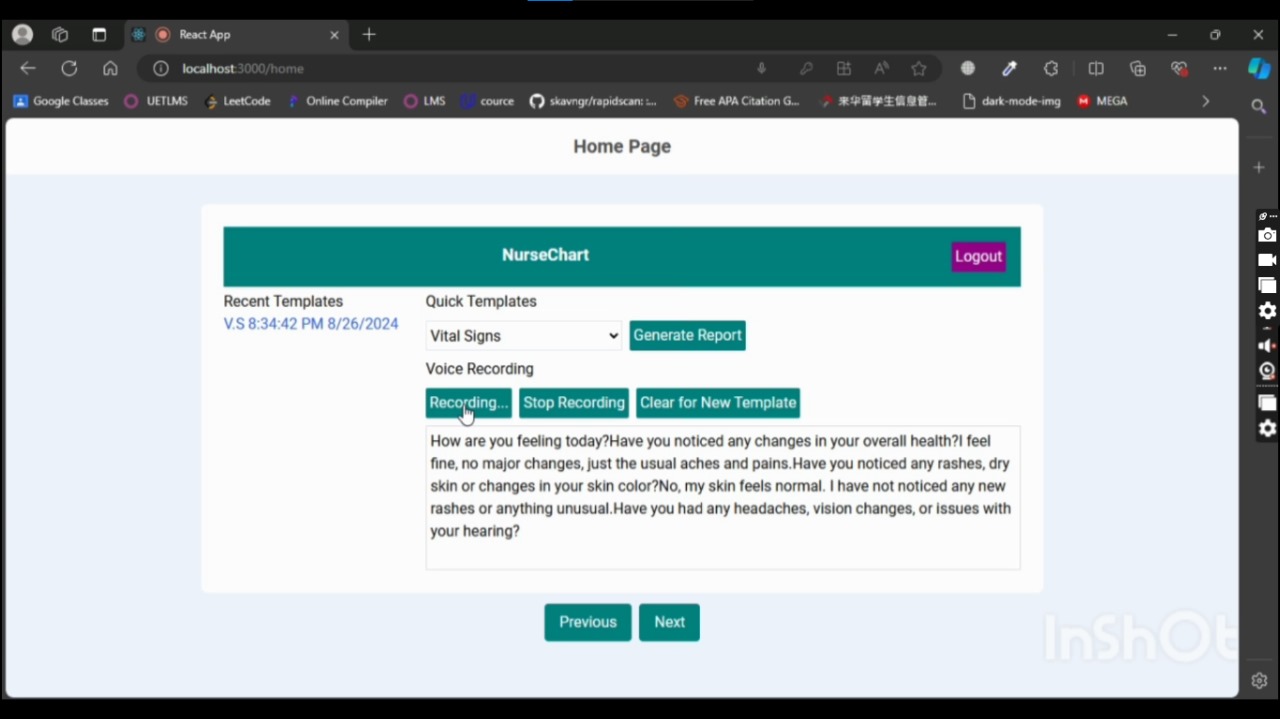 React App
localhost:3000/home
Google Classes
UETLMS
LeetCode
Online Compiler
LMS
cource
skavngr/rapidscan: ...
Free APA Citation G...
来华留学生信息管...
dark-mode-img
MEGA
Home Page
NurseChart
Logout
Recent Templates
V.S 8:34:42 PM 8/26/2024
Quick Templates
Vital Signs
Generate Report
Voice Recording
Recording...
Stop Recording
Clear for New Template
How are you feeling today?Have you noticed any changes in your overall health?I feel
fine, no major changes, just the usual aches and pains.Have you noticed any rashes, dry
skin or changes in your skin color?No, my skin feels normal. I have not noticed any new
rashes or anything unusual.Have you had any headaches, vision changes, or issues with
your hearing?
Previous
Next
InShOt